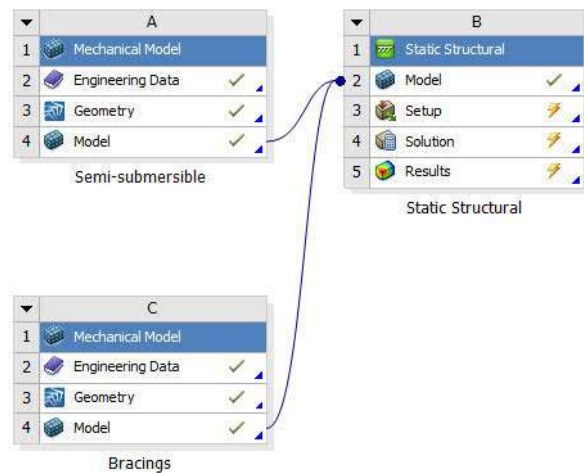 A
1 Mechanical Model
2 Engineering Data
3 Geometry
4 Model
Semi-submersible
B
1 Static Structural
2 Model
3 Setup
4 Solution
5 Results
Static Structural
C
1 Mechanical Model
2 Engineering Data
3 Geometry
4 Model
Bracings